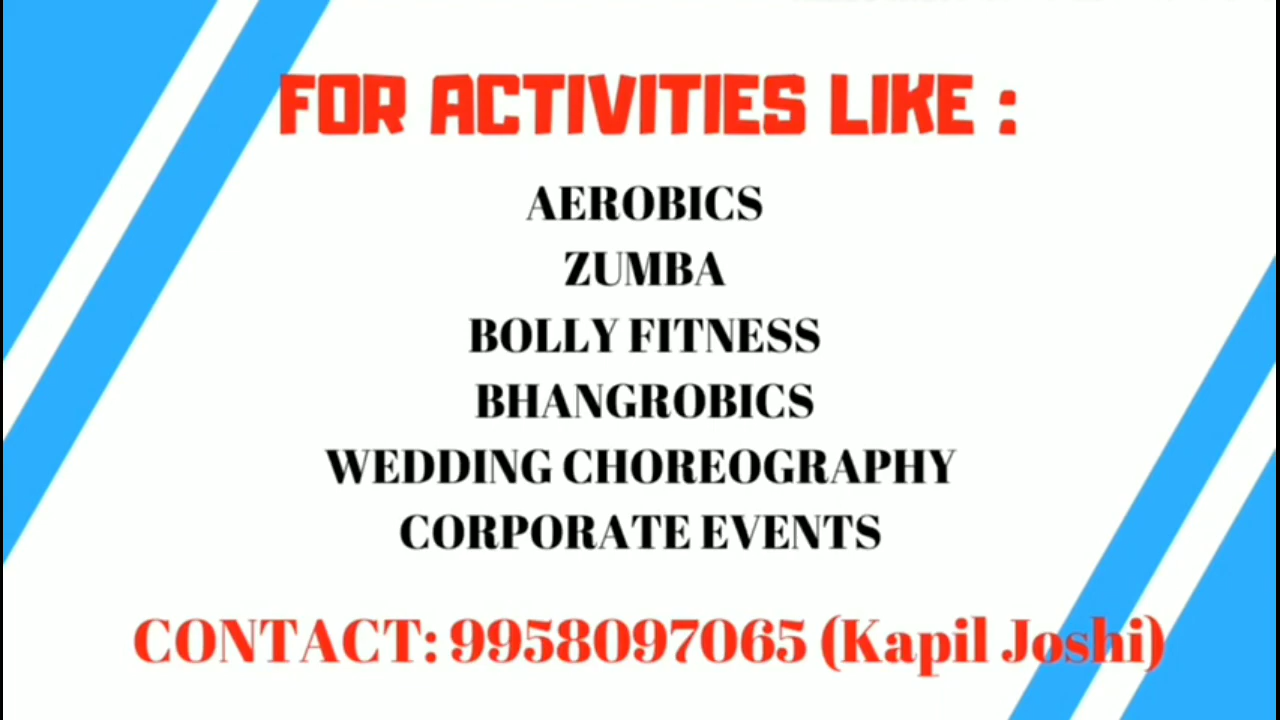 FOR ACTIVITIES LIKE :
AEROBICS
ZUMBA
BOLLY FITNESS
BHANGROBICS
WEDDING CHOREOGRAPHY
CORPORATE EVENTS
CONTACT: 9958097065 (Kapil Joshi)